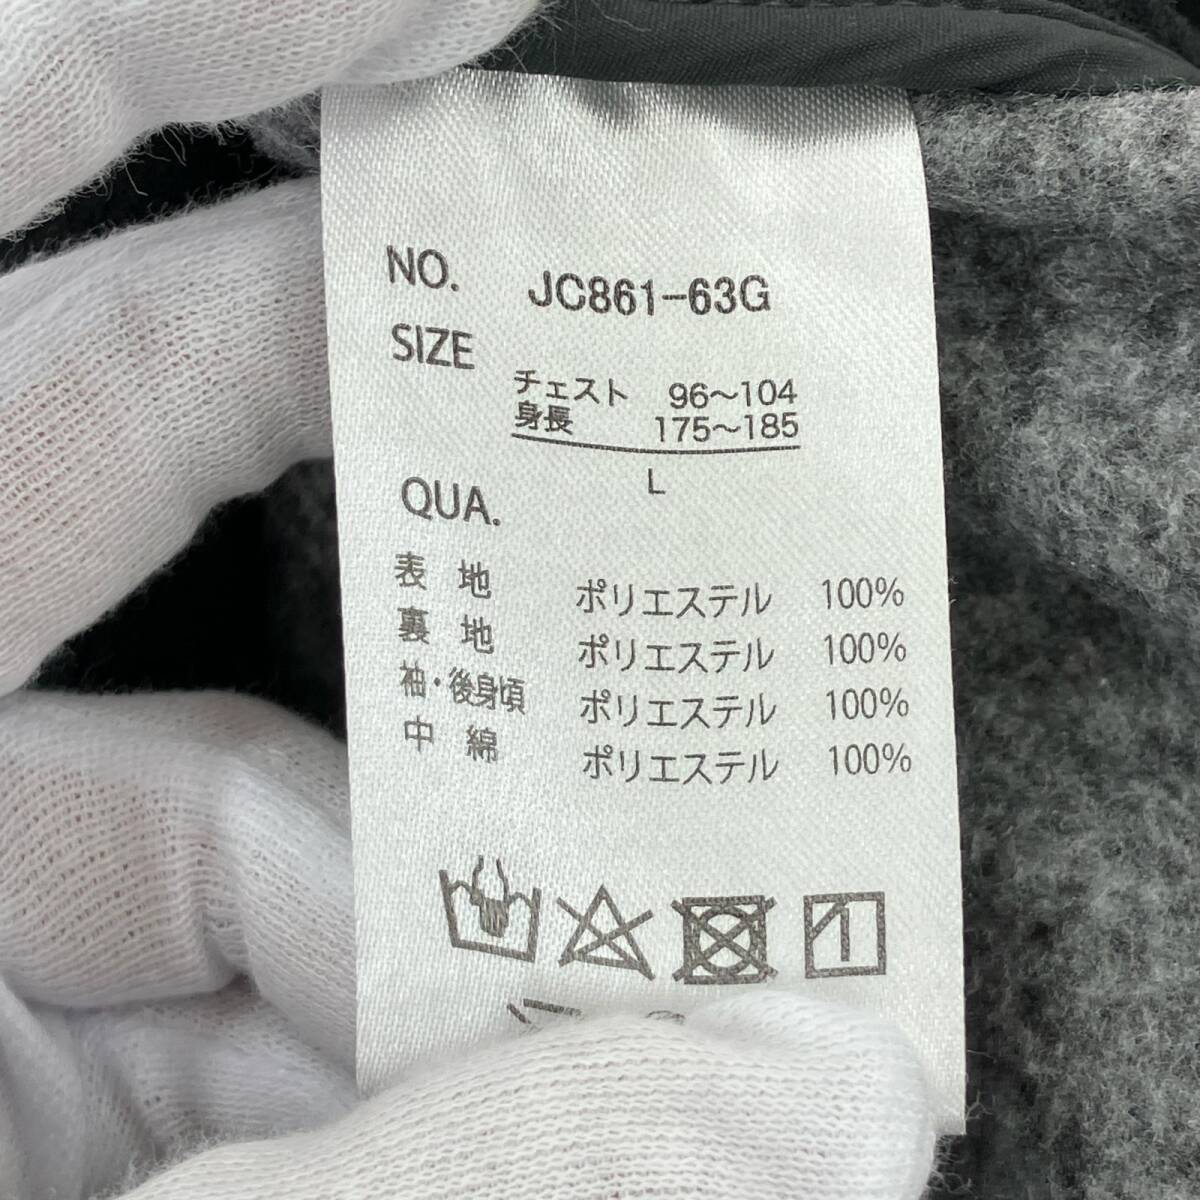 NO. JC861-63G
SIZE
チェスト 96～104
身長 175～185
L
QUA.
表地 ポリエステル 100%
裏地 ポリエステル 100%
袖・後身頃 ポリエステル 100%
中綿 ポリエステル 100%